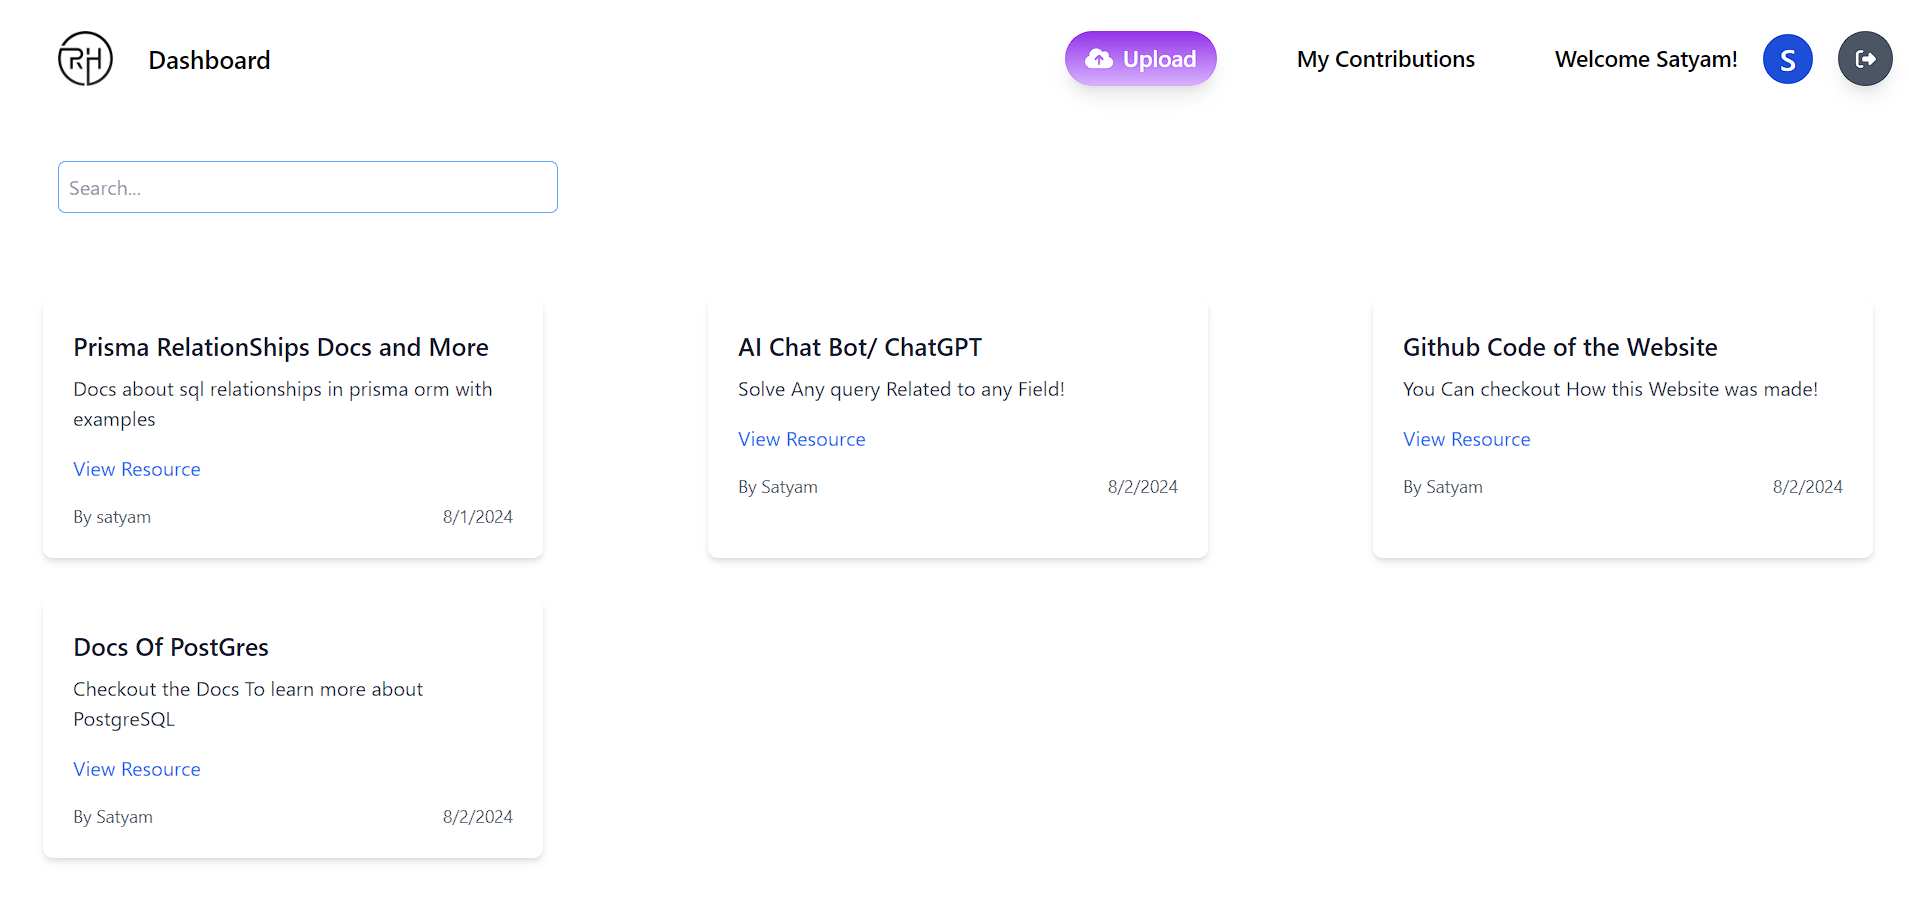 RH
Dashboard
Upload
My Contributions
Welcome Satyam!
S
Search...
Prisma RelationShips Docs and More
Docs about sql relationships in prisma orm with
examples
View Resource
By satyam
8/1/2024
AI Chat Bot/ ChatGPT
Solve Any query Related to any Field!
View Resource
By Satyam
8/2/2024
Github Code of the Website
You Can checkout How this Website was made!
View Resource
By Satyam
8/2/2024
Docs Of PostGres
Checkout the Docs To learn more about
PostgreSQL
View Resource
By Satyam
8/2/2024